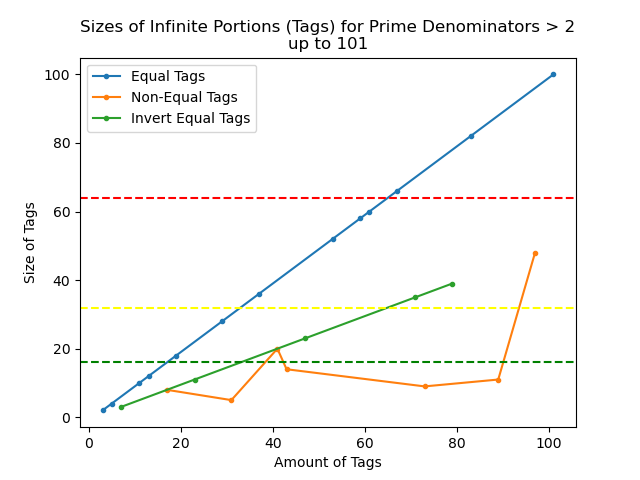 Sizes of Infinite Portions (Tags) for Prime Denominators > 2
up to 101
Equal Tags
Non-Equal Tags
Invert Equal Tags
100
80
60
40
20
0
Size of Tags
0 20 40 60 80 100
Amount of Tags